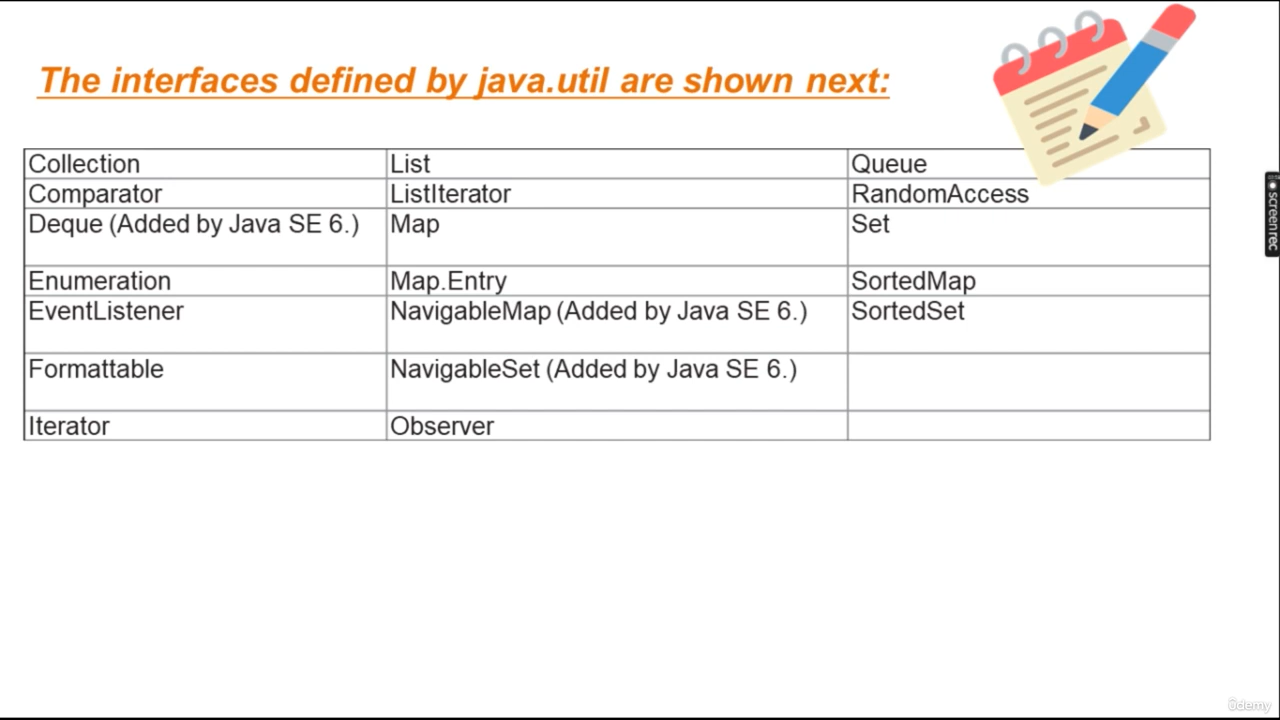 The interfaces defined by java.util are shown next:
Collection List Queue
Comparator ListIterator RandomAccess
Deque (Added by Java SE 6.) Map Set
Enumeration Map.Entry SortedMap
EventListener NavigableMap (Added by Java SE 6.) SortedSet
Formattable NavigableSet (Added by Java SE 6.)
Iterator Observer
screenrec
ûdemy